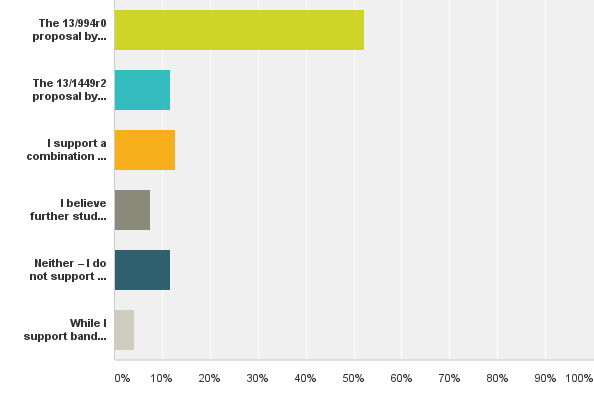 The 13/994r0
proposal by...
The 13/1449r2
proposal by...
I support a
combination ...
I believe
further stud...
Neither – I do
not support ...
While I
support band...
0% 10% 20% 30% 40% 50% 60% 70% 80% 90% 100%